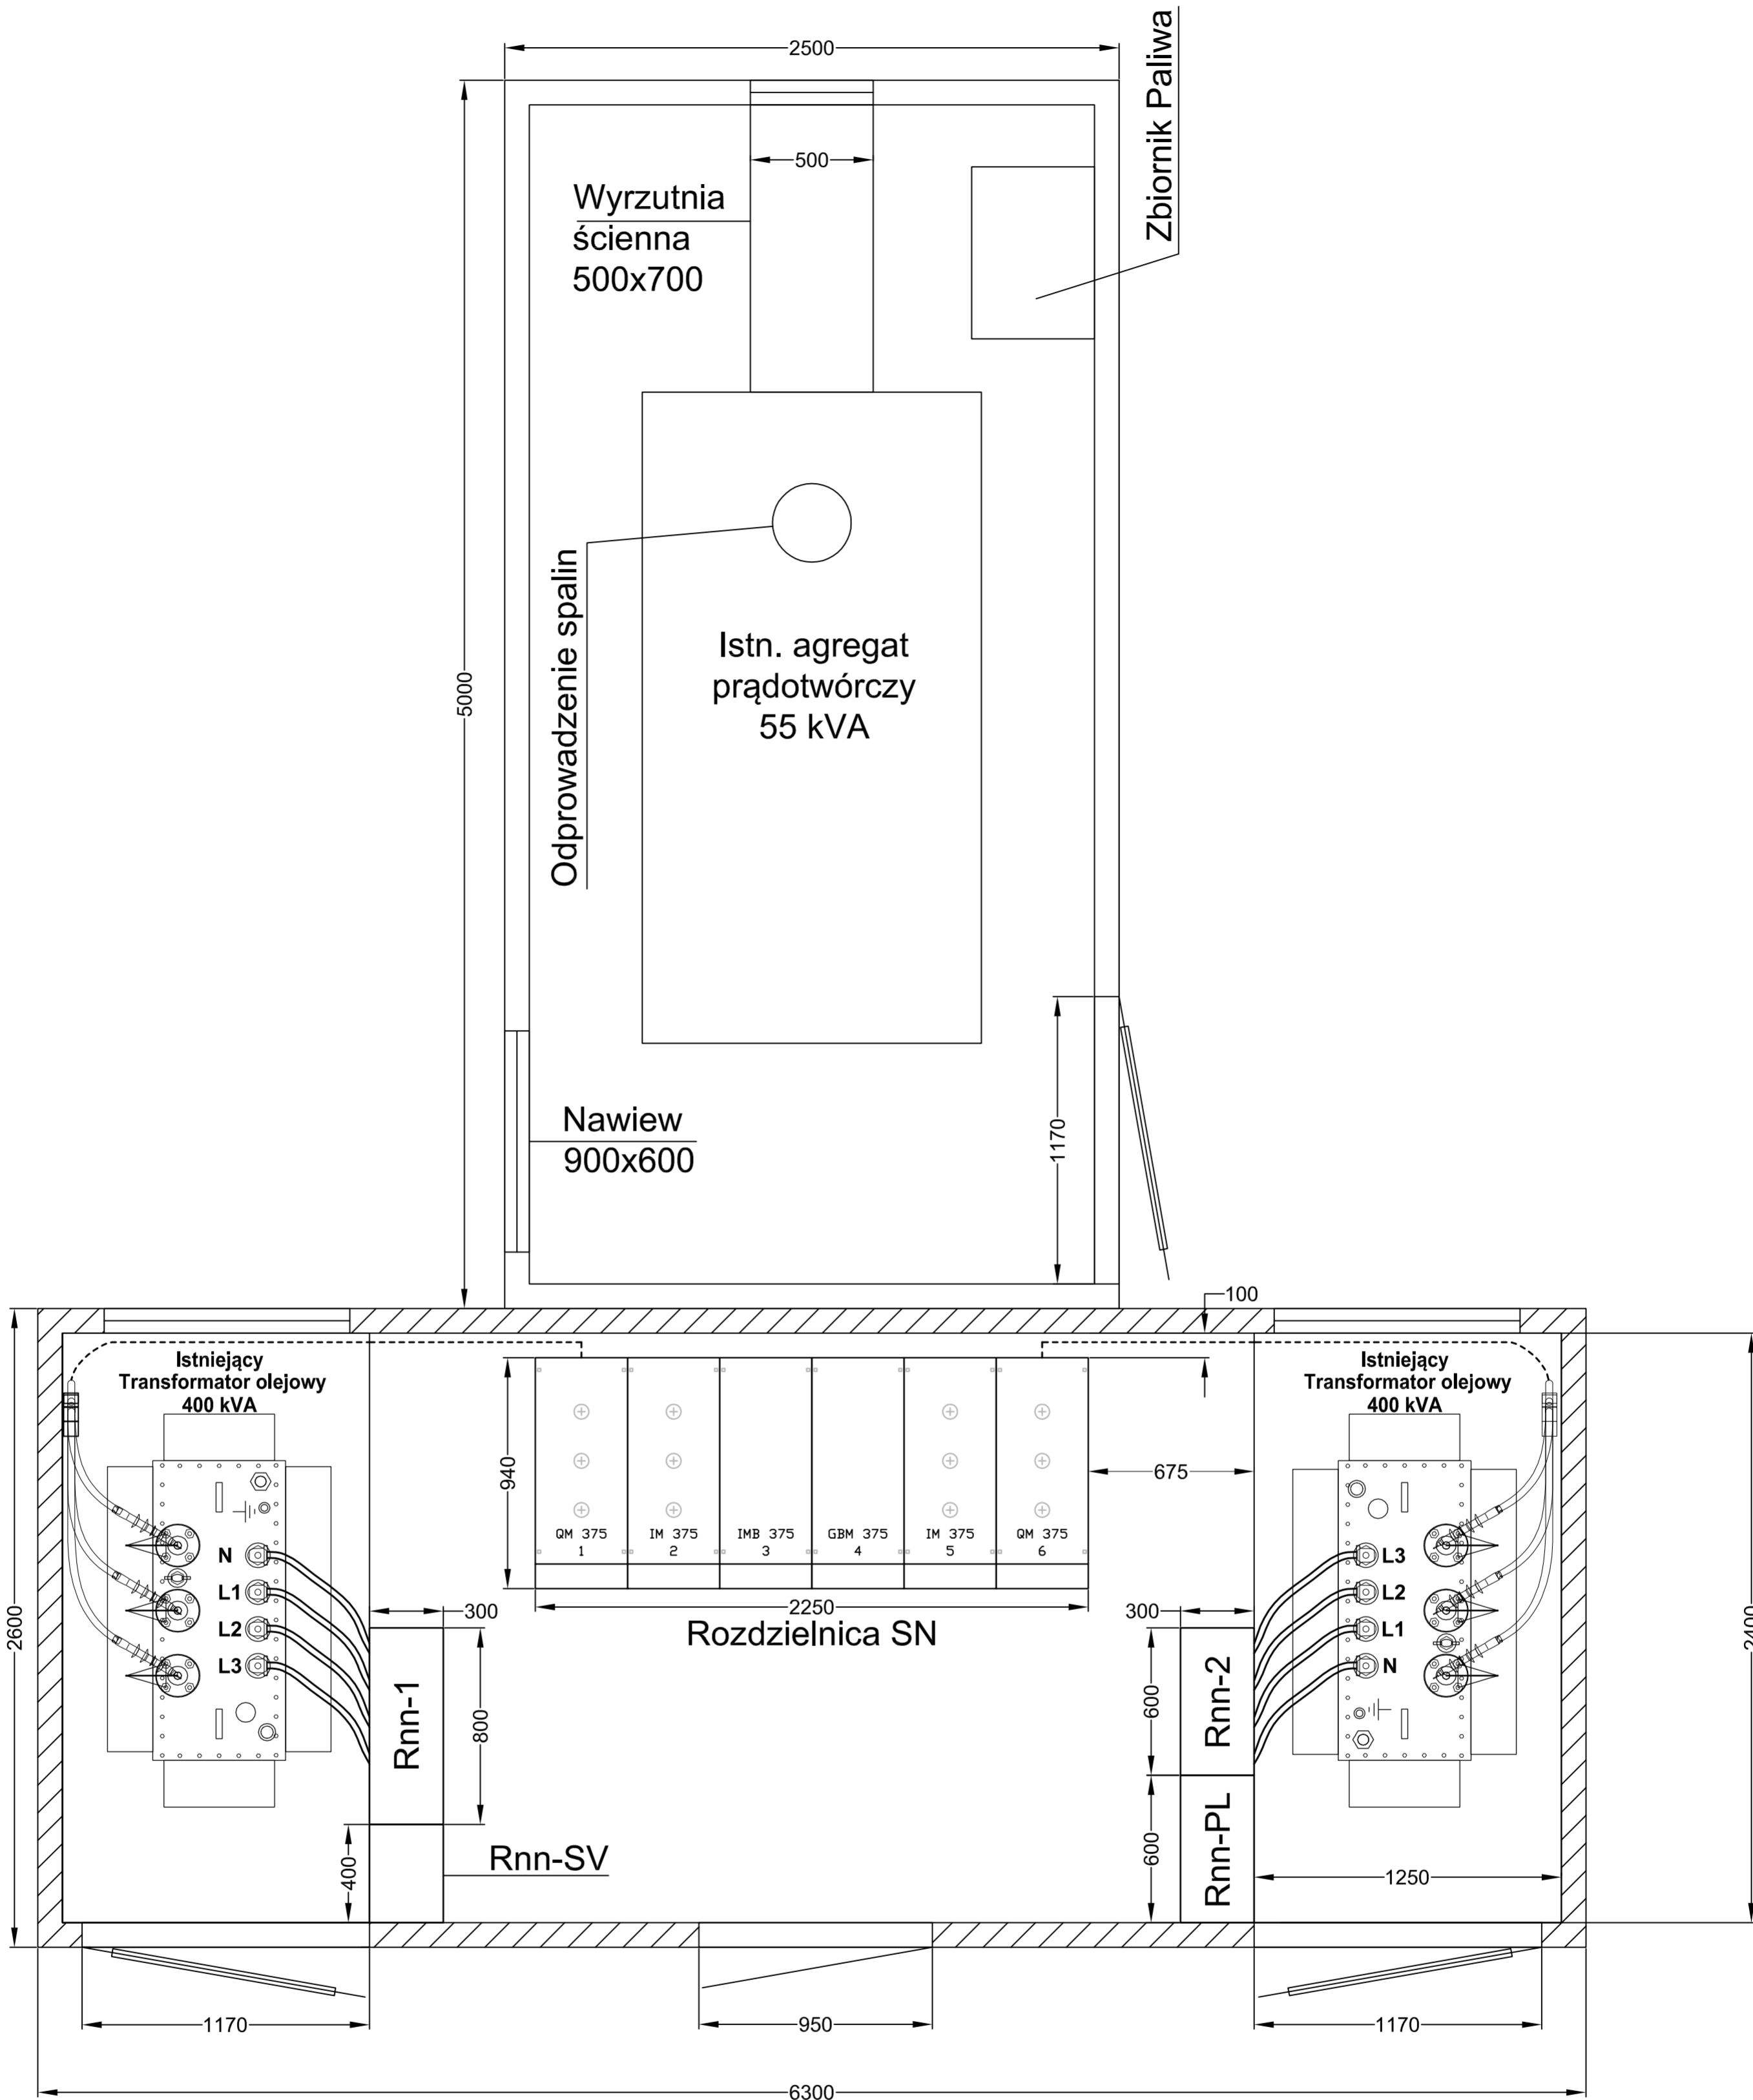 2500
Zbiornik Paliwa
500
Wyrzutnia
ścienna
500x700
5000
Odprowadzenie spalin
Istn. agregat
prądotwórczy
55 kVA
Nawiew
900x600
1170
100
2600
Istniejący
Transformator olejowy
400 kVA
N
L1
L2
L3
300
Rnn-1
800
400
Rnn-SV
940
QM 375
1
IM 375
2
IMB 375
3
GBM 375
4
IM 375
5
QM 375
6
2250
Rozdzielnica SN
675
300
600
Rnn-2
600
Rnn-PL
Istniejący
Transformator olejowy
400 kVA
L3
L2
L1
N
1250
2400
1170
950
1170
6300